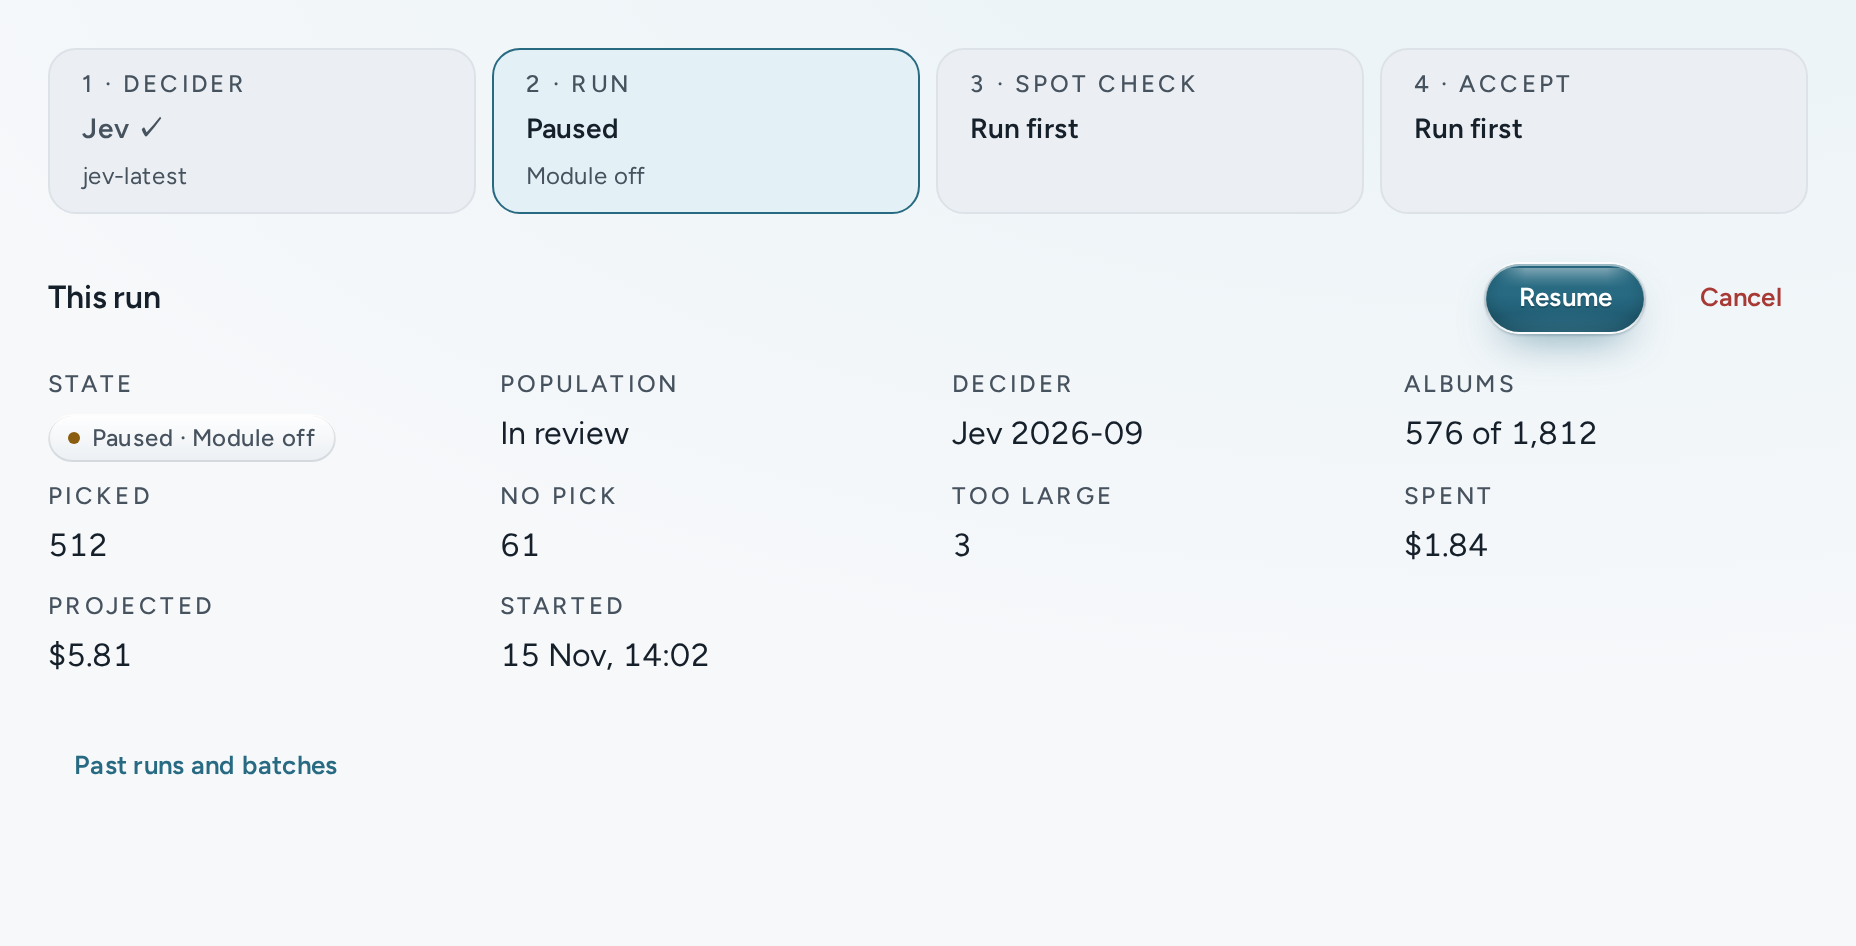 1 · DECIDER
Jev ✓
jev-latest
2 · RUN
Paused
Module off
3 · SPOT CHECK
Run first
4 · ACCEPT
Run first
This run
Resume
Cancel
STATE
Paused · Module off
POPULATION
In review
DECIDER
Jev 2026-09
ALBUMS
576 of 1,812
PICKED
512
NO PICK
61
TOO LARGE
3
SPENT
$1.84
PROJECTED
$5.81
STARTED
15 Nov, 14:02
Past runs and batches